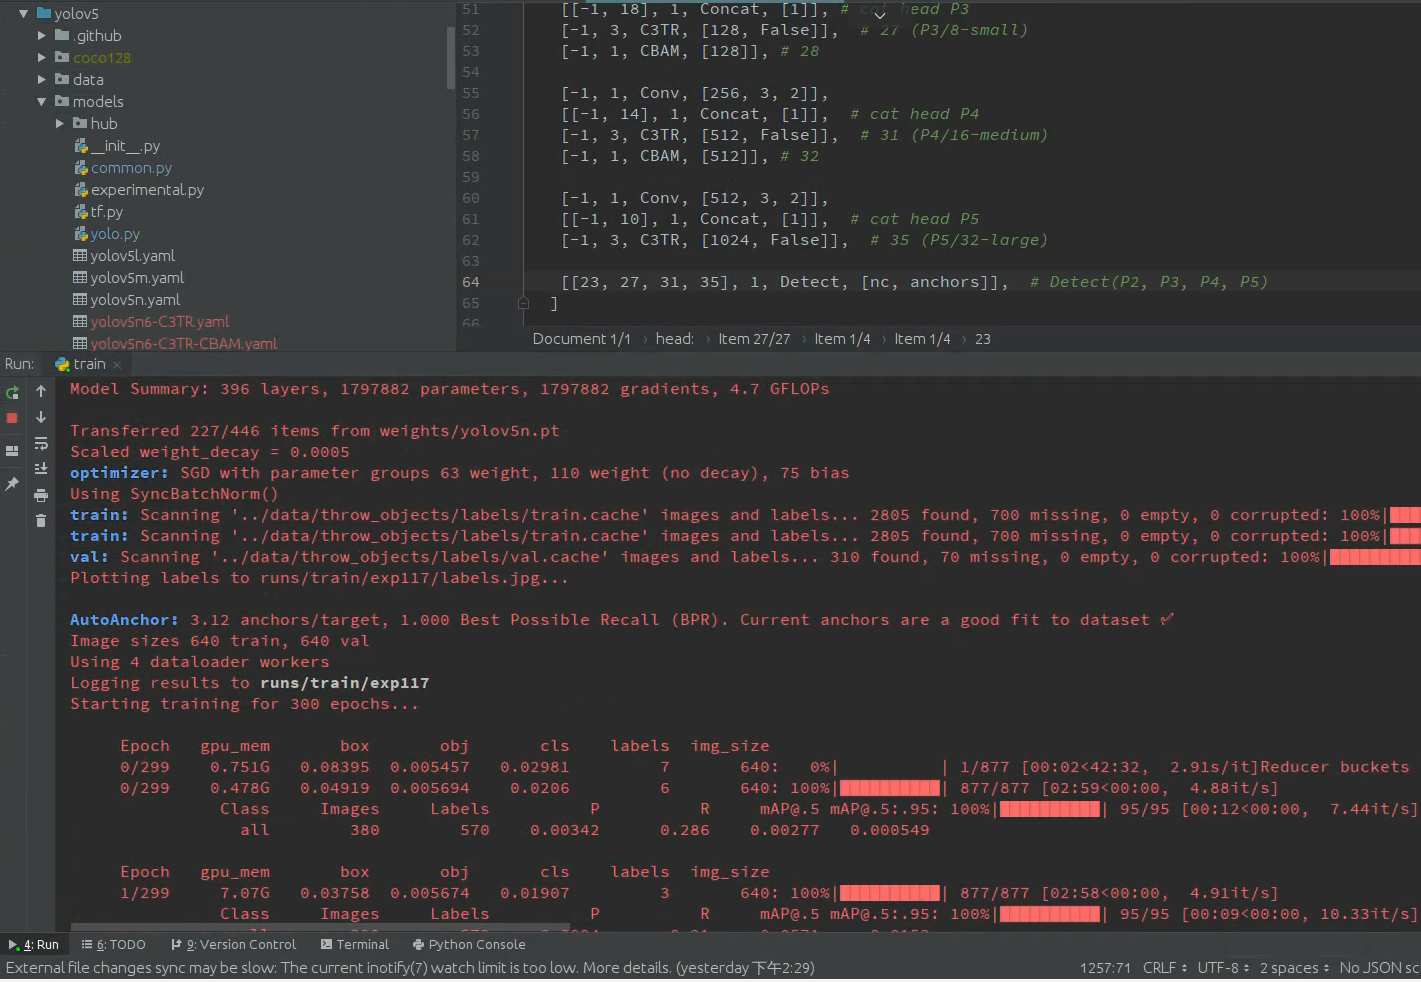 yolov5
.github
coco128
data
models
hub
__init__.py
common.py
experimental.py
tf.py
yolo.py
yolov5l.yaml
yolov5m.yaml
yolov5n.yaml
yolov5n6-C3TR.yaml
yolov5n6-C3TR-CBAM.yaml
51 [[-1, 18], 1, Concat, [1]], # cat head P3
52 [-1, 3, C3TR, [128, False]], # 27 (P3/8-small)
53 [-1, 1, CBAM, [128]], # 28
54
55 [-1, 1, Conv, [256, 3, 2]],
56 [[-1, 14], 1, Concat, [1]], # cat head P4
57 [-1, 3, C3TR, [512, False]], # 31 (P4/16-medium)
58 [-1, 1, CBAM, [512]], # 32
59
60 [-1, 1, Conv, [512, 3, 2]],
61 [[-1, 10], 1, Concat, [1]], # cat head P5
62 [-1, 3, C3TR, [1024, False]], # 35 (P5/32-large)
63
64 [[23, 27, 31, 35], 1, Detect, [nc, anchors]], # Detect(P2, P3, P4, P5)
65 ]
66
Document 1/1 › head: › Item 27/27 › Item 1/4 › Item 1/4 › 23
Run: train ×
Model Summary: 396 layers, 1797882 parameters, 1797882 gradients, 4.7 GFLOPs
Transferred 227/446 items from weights/yolov5n.pt
Scaled weight_decay = 0.0005
optimizer: SGD with parameter groups 63 weight, 110 weight (no decay), 75 bias
Using SyncBatchNorm()
train: Scanning '../data/throw_objects/labels/train.cache' images and labels... 2805 found, 700 missing, 0 empty, 0 corrupted: 100%|
train: Scanning '../data/throw_objects/labels/train.cache' images and labels... 2805 found, 700 missing, 0 empty, 0 corrupted: 100%|
val: Scanning '../data/throw_objects/labels/val.cache' images and labels... 310 found, 70 missing, 0 empty, 0 corrupted: 100%|
Plotting labels to runs/train/exp117/labels.jpg...
AutoAnchor: 3.12 anchors/target, 1.000 Best Possible Recall (BPR). Current anchors are a good fit to dataset ✅
Image sizes 640 train, 640 val
Using 4 dataloader workers
Logging results to runs/train/exp117
Starting training for 300 epochs...
Epoch gpu_mem box obj cls labels img_size
0/299 0.751G 0.08395 0.005457 0.02981 7 640: 0%| | 1/877 [00:02<42:32, 2.91s/it]Reducer buckets
0/299 0.478G 0.04919 0.005694 0.0206 6 640: 100%|██████████| 877/877 [02:59<00:00, 4.88it/s]
Class Images Labels P R mAP@.5 mAP@.5:.95: 100%|██████████| 95/95 [00:12<00:00, 7.44it/s]
all 380 570 0.00342 0.286 0.00277 0.000549
Epoch gpu_mem box obj cls labels img_size
1/299 7.07G 0.03758 0.005674 0.01907 3 640: 100%|██████████| 877/877 [02:58<00:00, 4.91it/s]
Class Images Labels P R mAP@.5 mAP@.5:.95: 100%|██████████| 95/95 [00:09<00:00, 10.33it/s]
4: Run 6: TODO 9: Version Control Terminal Python Console
External file changes sync may be slow: The current inotify(7) watch limit is too low. More details. (yesterday 下午2:29) 1257:71 CRLF UTF-8 2 spaces No JSON sc